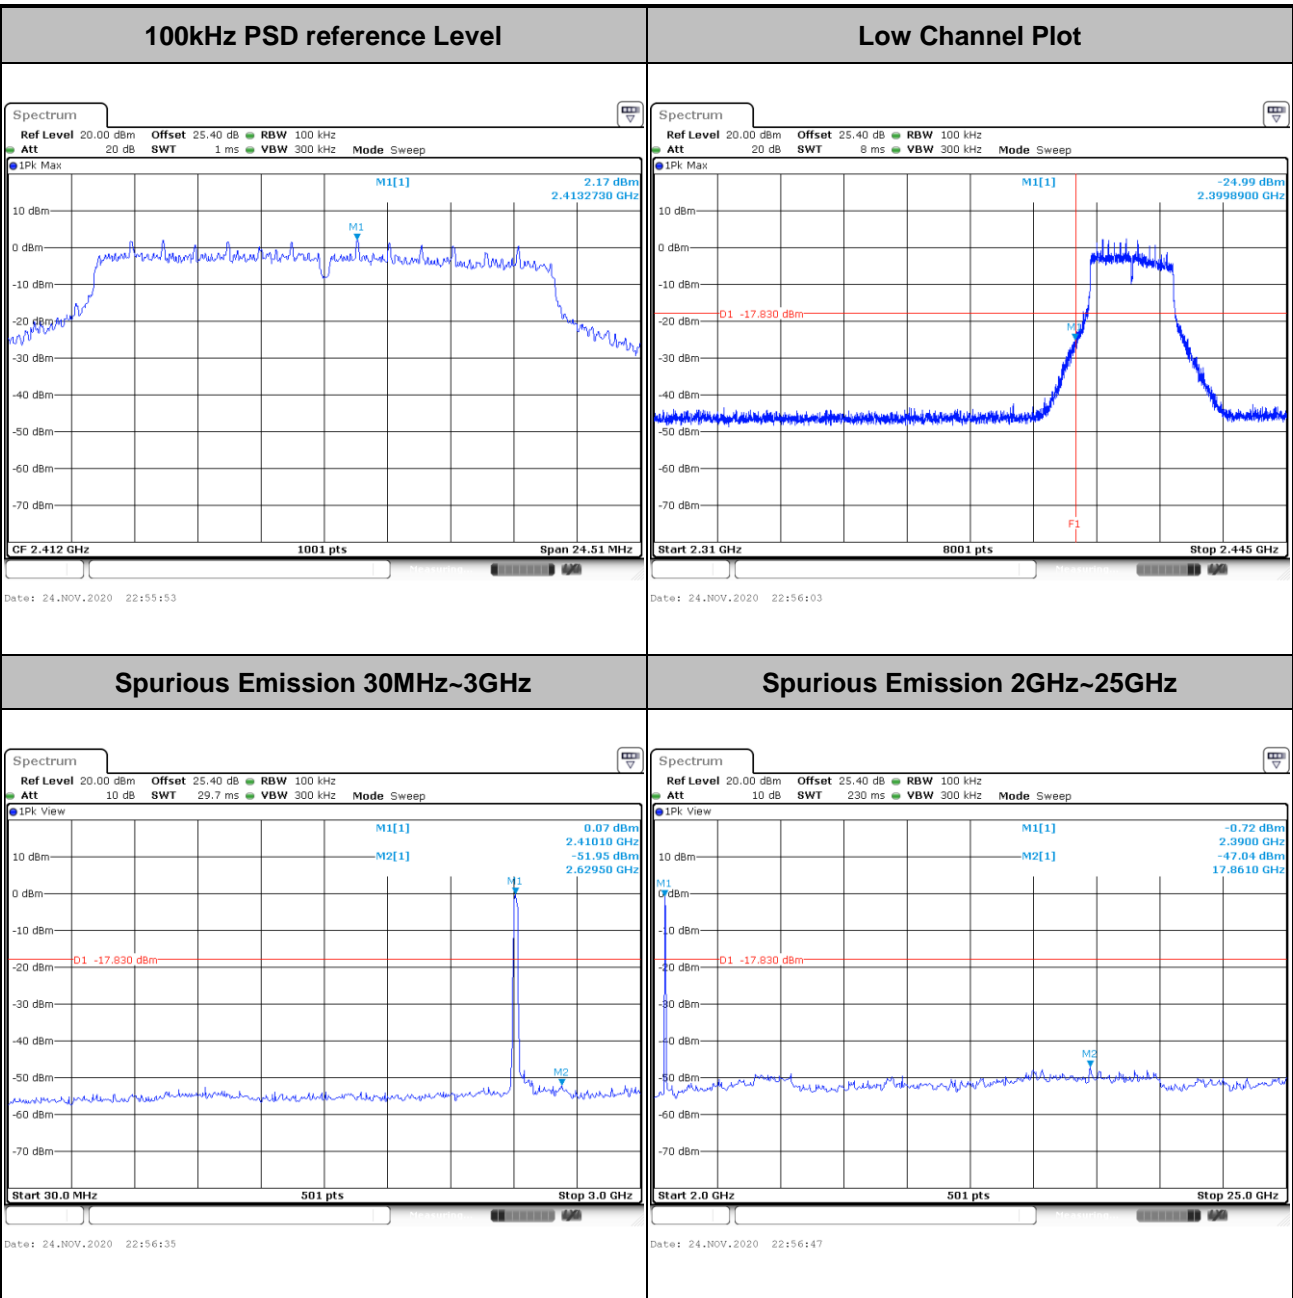 100kHz PSD reference Level
Low Channel Plot
Spectrum
Ref Level 20.00 dBm Offset 25.40 dB RBW 100 kHz
Att 20 dB SWT 1 ms VBW 300 kHz Mode Sweep
1Pk Max
M1[1] 2.17 dBm
2.4132730 GHz
10 dBm
M1
0 dBm
-10 dBm
-20 dBm
-30 dBm
-40 dBm
-50 dBm
-60 dBm
-70 dBm
CF 2.412 GHz 1001 pts Span 24.51 MHz
Date: 24.NOV.2020 22:55:53
Spectrum
Ref Level 20.00 dBm Offset 25.40 dB RBW 100 kHz
Att 20 dB SWT 8 ms VBW 300 kHz Mode Sweep
1Pk Max
M1[1] -24.99 dBm
2.3998900 GHz
10 dBm
0 dBm
-10 dBm
D1 -17.830 dBm
-20 dBm
M1
-30 dBm
-40 dBm
-50 dBm
-60 dBm
-70 dBm
F1
Start 2.31 GHz 8001 pts Stop 2.445 GHz
Date: 24.NOV.2020 22:56:03
Spurious Emission 30MHz~3GHz
Spurious Emission 2GHz~25GHz
Spectrum
Ref Level 20.00 dBm Offset 25.40 dB RBW 100 kHz
Att 10 dB SWT 29.7 ms VBW 300 kHz Mode Sweep
1Pk View
M1[1] 0.07 dBm
2.41010 GHz
10 dBm
M2[1] -51.95 dBm
2.62950 GHz
M1
0 dBm
-10 dBm
D1 -17.830 dBm
-20 dBm
-30 dBm
-40 dBm
M2
-50 dBm
-60 dBm
-70 dBm
Start 30.0 MHz 501 pts Stop 3.0 GHz
Date: 24.NOV.2020 22:56:35
Spectrum
Ref Level 20.00 dBm Offset 25.40 dB RBW 100 kHz
Att 10 dB SWT 230 ms VBW 300 kHz Mode Sweep
1Pk View
M1[1] -0.72 dBm
2.3900 GHz
10 dBm
M2[1] -47.04 dBm
17.8610 GHz
M1
0 dBm
-10 dBm
D1 -17.830 dBm
-20 dBm
-30 dBm
-40 dBm
M2
-50 dBm
-60 dBm
-70 dBm
Start 2.0 GHz 501 pts Stop 25.0 GHz
Date: 24.NOV.2020 22:56:47